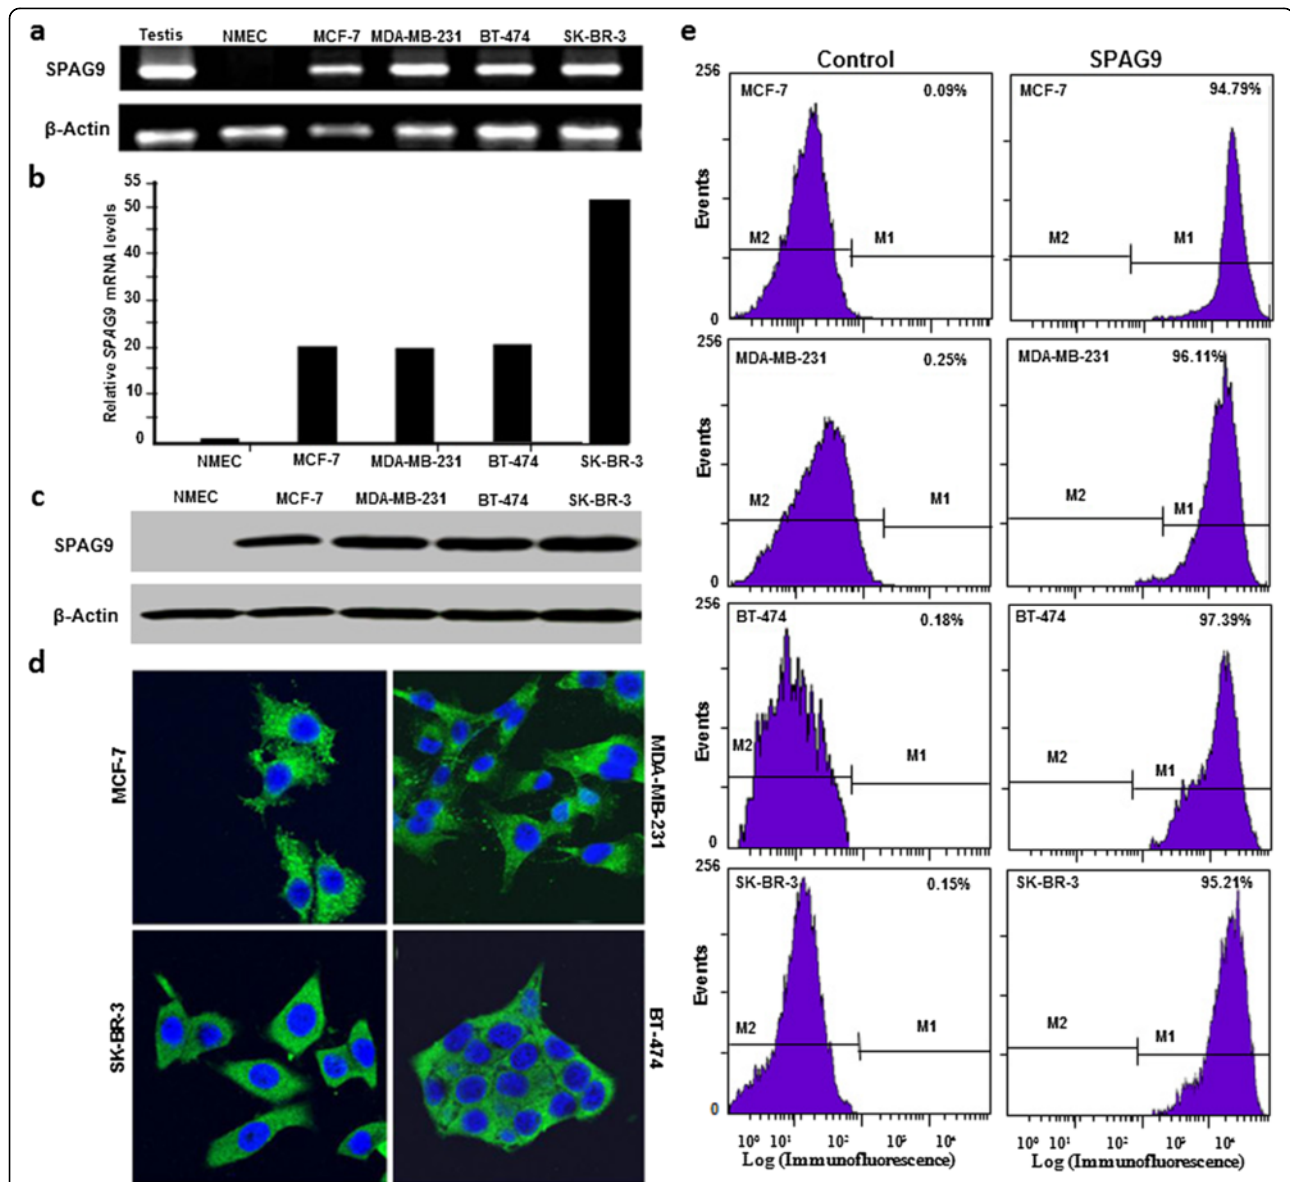 a
Testis NMEC MCF-7 MDA-MB-231 BT-474 SK-BR-3
SPAG9
β-Actin
b
Relative SPAG9 mRNA levels
55
50
40
30
20
10
0
NMEC MCF-7 MDA-MB-231 BT-474 SK-BR-3
c
NMEC MCF-7 MDA-MB-231 BT-474 SK-BR-3
SPAG9
β-Actin
d
MCF-7
MDA-MB-231
SK-BR-3
BT-474
e
Control SPAG9
256
MCF-7 0.09%
Events
M2 M1
0
MCF-7 94.79%
M2 M1
256
MDA-MB-231 0.25%
Events
M2 M1
0
MDA-MB-231 96.11%
M2 M1
256
BT-474 0.18%
Events
M2 M1
0
BT-474 97.39%
M2 M1
256
SK-BR-3 0.15%
Events
M2 M1
0
SK-BR-3 95.21%
M2 M1
10⁰ 10¹ 10² 10³ 10⁴
Log (Immunofluorescence)
10⁰ 10¹ 10² 10³ 10⁴
Log (Immunofluorescence)